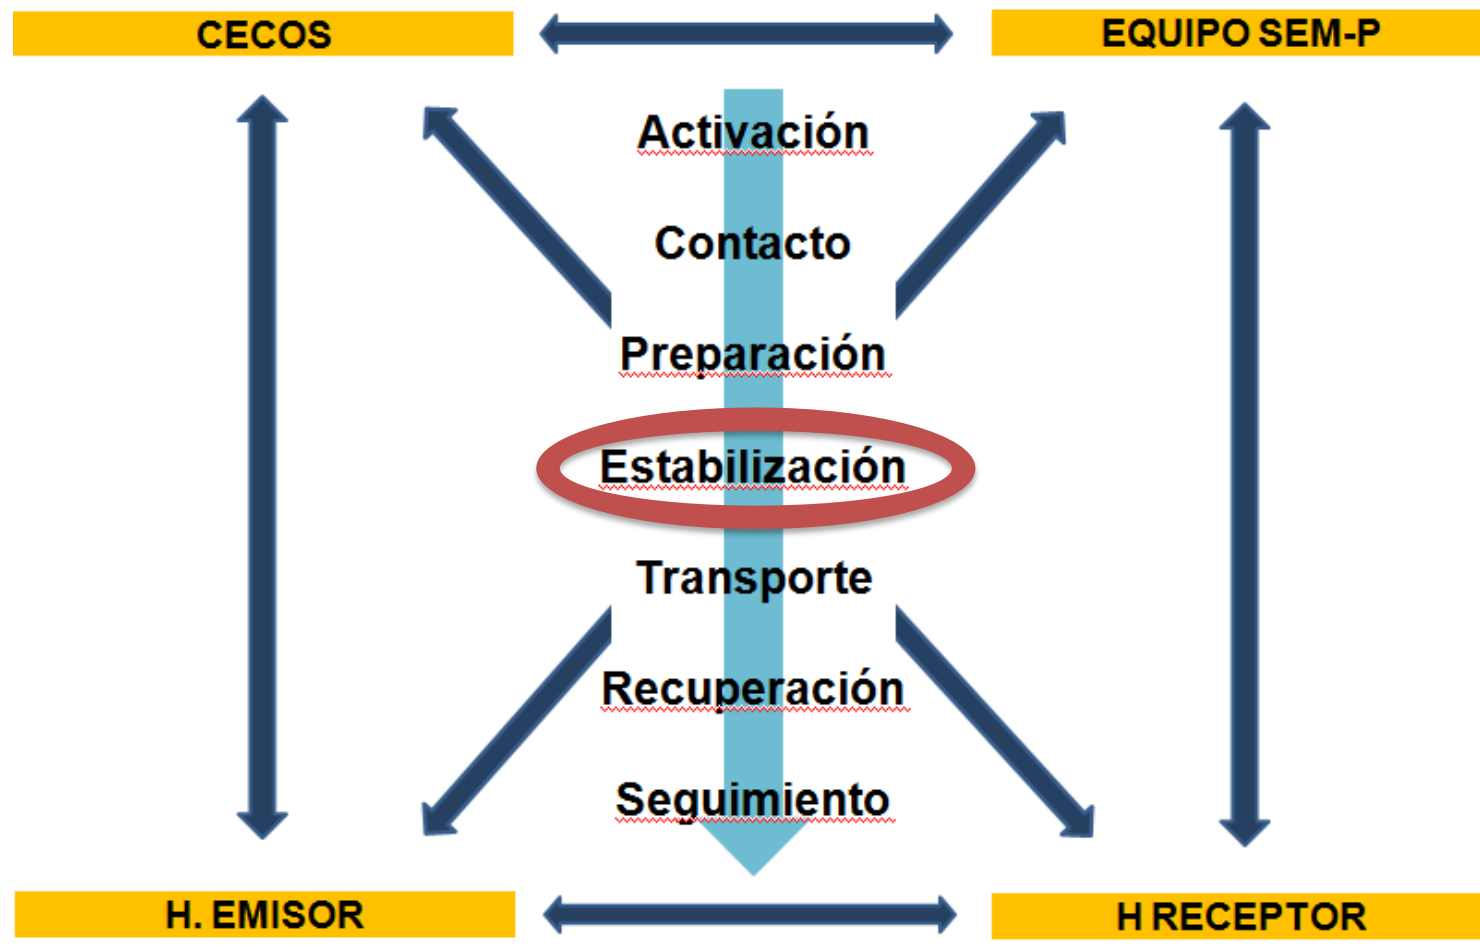 CECOS
EQUIPO SEM-P
Activación
Contacto
Preparación
Estabilización
Transporte
Recuperación
Seguimiento
H. EMISOR
H RECEPTOR